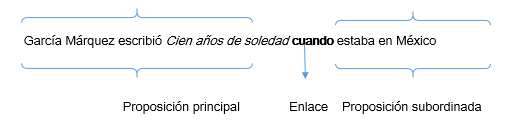 García Márquez escribió Cien años de soledad cuando estaba en México
Proposición principal Enlace Proposición subordinada